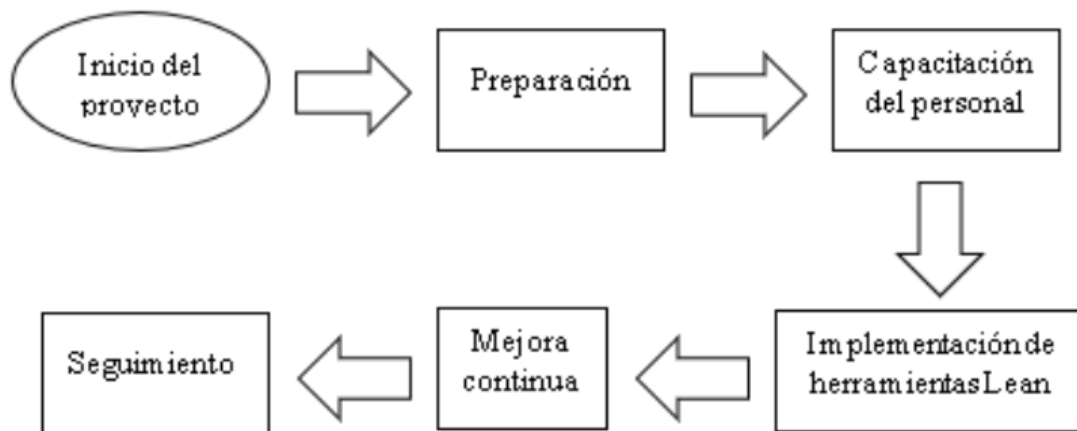 Inicio del
proyecto
Preparación
Capacitación
del personal
Implementación de
herramientas Lean
Mejora
continua
Seguimiento